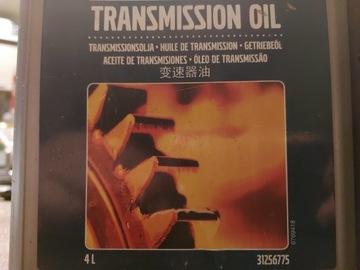 TRANSMISSION OIL
TRANSMISSIONSOLJA • HUILE DE TRANSMISSION • GETRIEBEÖL
ACEITE DE TRANSMISIONES • ÓLEO DE TRANSMISSÃO
变速器油
4 L
31256775